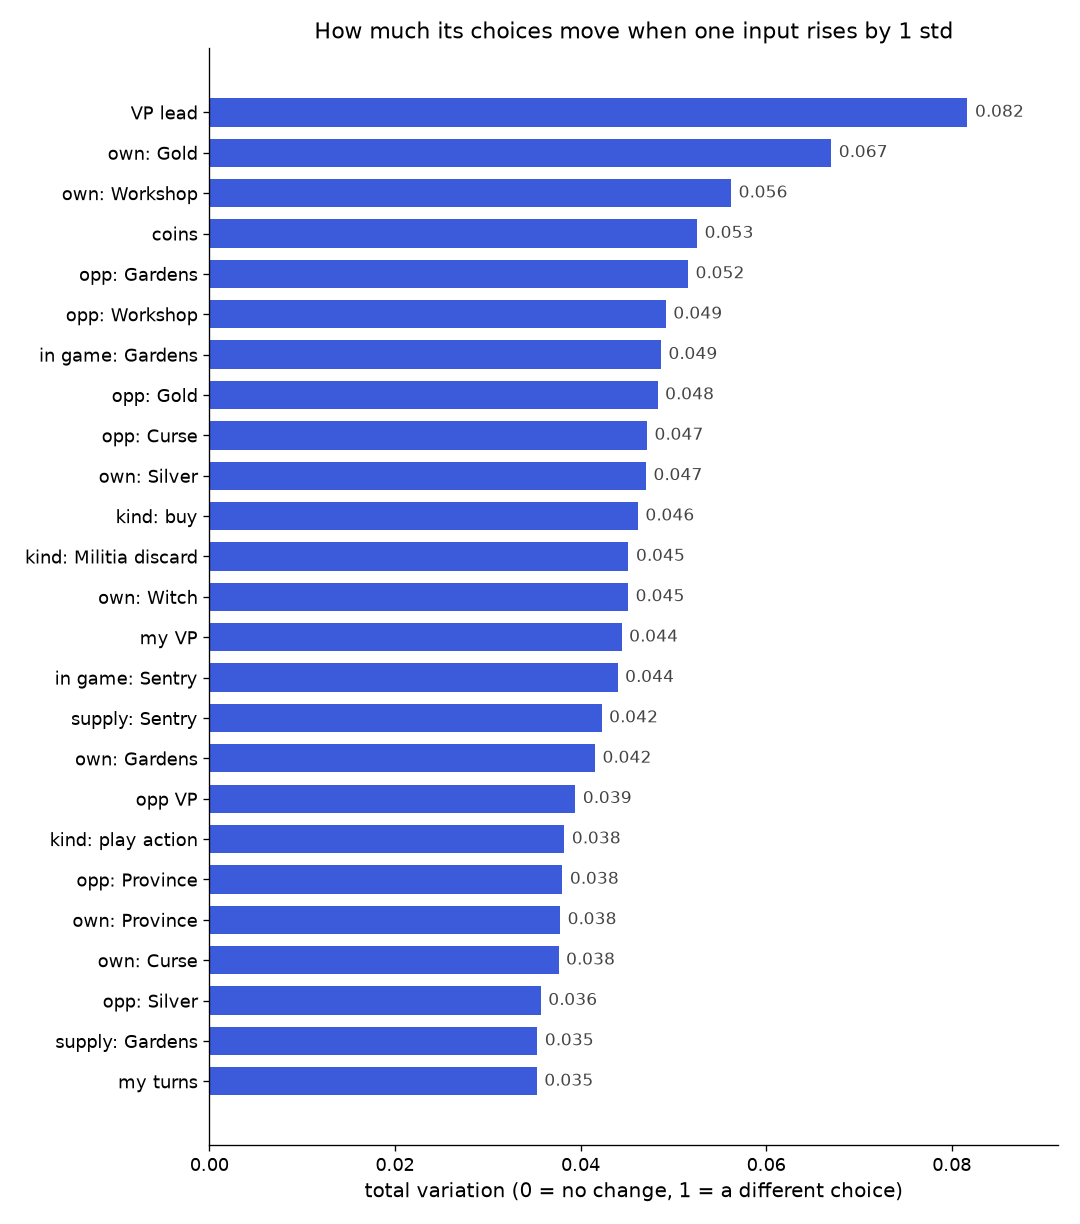 How much its choices move when one input rises by 1 std
VP lead 0.082
own: Gold 0.067
own: Workshop 0.056
coins 0.053
opp: Gardens 0.052
opp: Workshop 0.049
in game: Gardens 0.049
opp: Gold 0.048
opp: Curse 0.047
own: Silver 0.047
kind: buy 0.046
kind: Militia discard 0.045
own: Witch 0.045
my VP 0.044
in game: Sentry 0.044
supply: Sentry 0.042
own: Gardens 0.042
opp VP 0.039
kind: play action 0.038
opp: Province 0.038
own: Province 0.038
own: Curse 0.038
opp: Silver 0.036
supply: Gardens 0.035
my turns 0.035
0.00 0.02 0.04 0.06 0.08
total variation (0 = no change, 1 = a different choice)